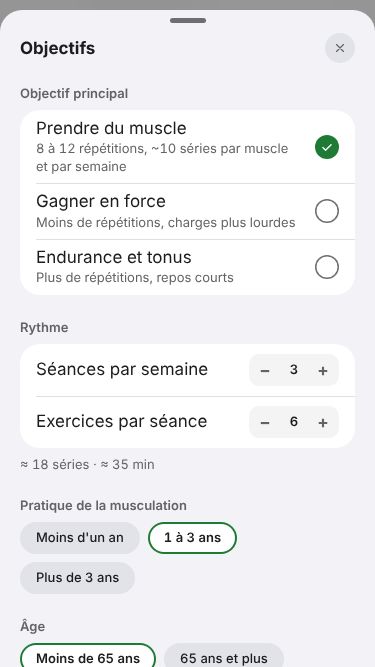 Objectifs
Objectif principal
Prendre du muscle
8 à 12 répétitions, ~10 séries par muscle
et par semaine
Gagner en force
Moins de répétitions, charges plus lourdes
Endurance et tonus
Plus de répétitions, repos courts
Rythme
Séances par semaine − 3 +
Exercices par séance − 6 +
≈ 18 séries · ≈ 35 min
Pratique de la musculation
Moins d'un an 1 à 3 ans
Plus de 3 ans
Âge
Moins de 65 ans 65 ans et plus